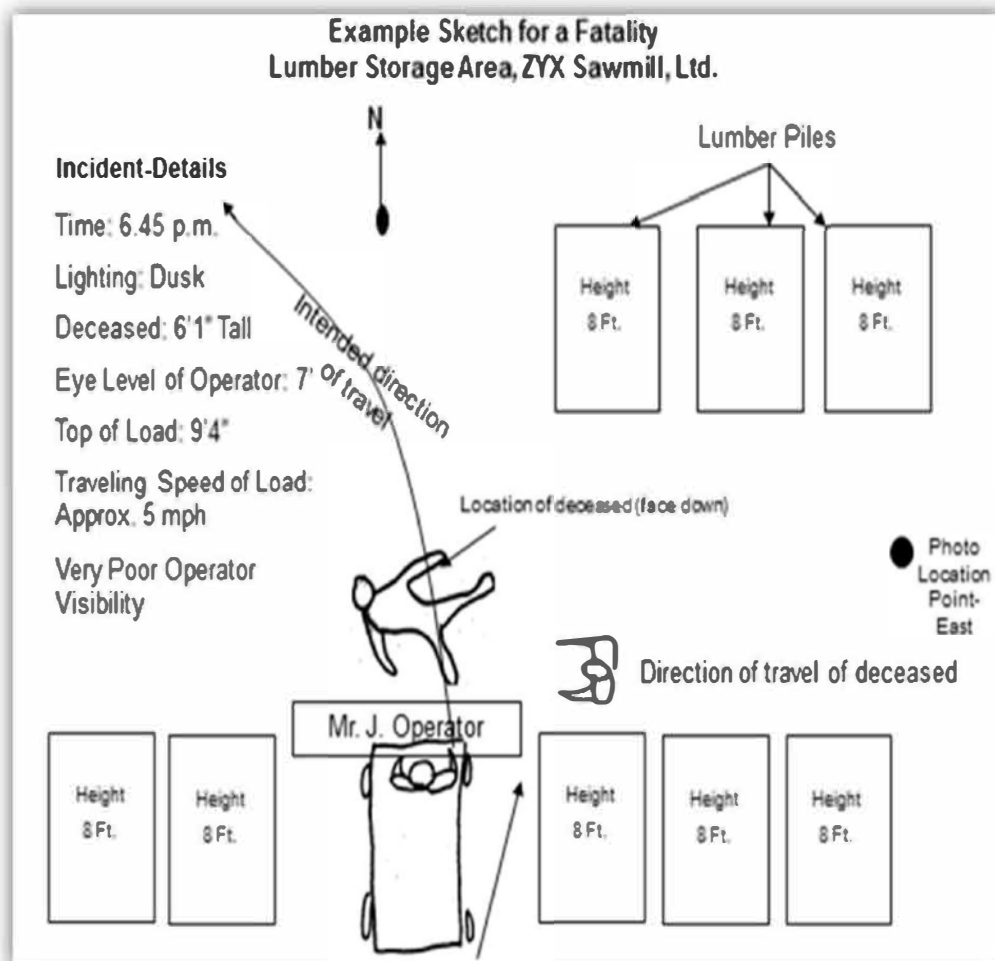 Example Sketch for a Fatality
Lumber Storage Area, ZYX Sawmill, Ltd.
N
Lumber Piles
Incident-Details
Time: 6.45 p.m.
Lighting: Dusk
Deceased: 6'1" Tall
Eye Level of Operator: 7'
Top of Load: 9'4"
Traveling Speed of Load:
Approx. 5 mph
Very Poor Operator
Visibility
Intended direction
of travel
Height
8 Ft.
Height
8 Ft.
Height
8 Ft.
Location of deceased (face down)
Photo
Location
Point-
East
Direction of travel of deceased
Mr. J. Operator
Height
8 Ft.
Height
8 Ft.
Height
8 Ft.
Height
8 Ft.
Height
8 Ft.